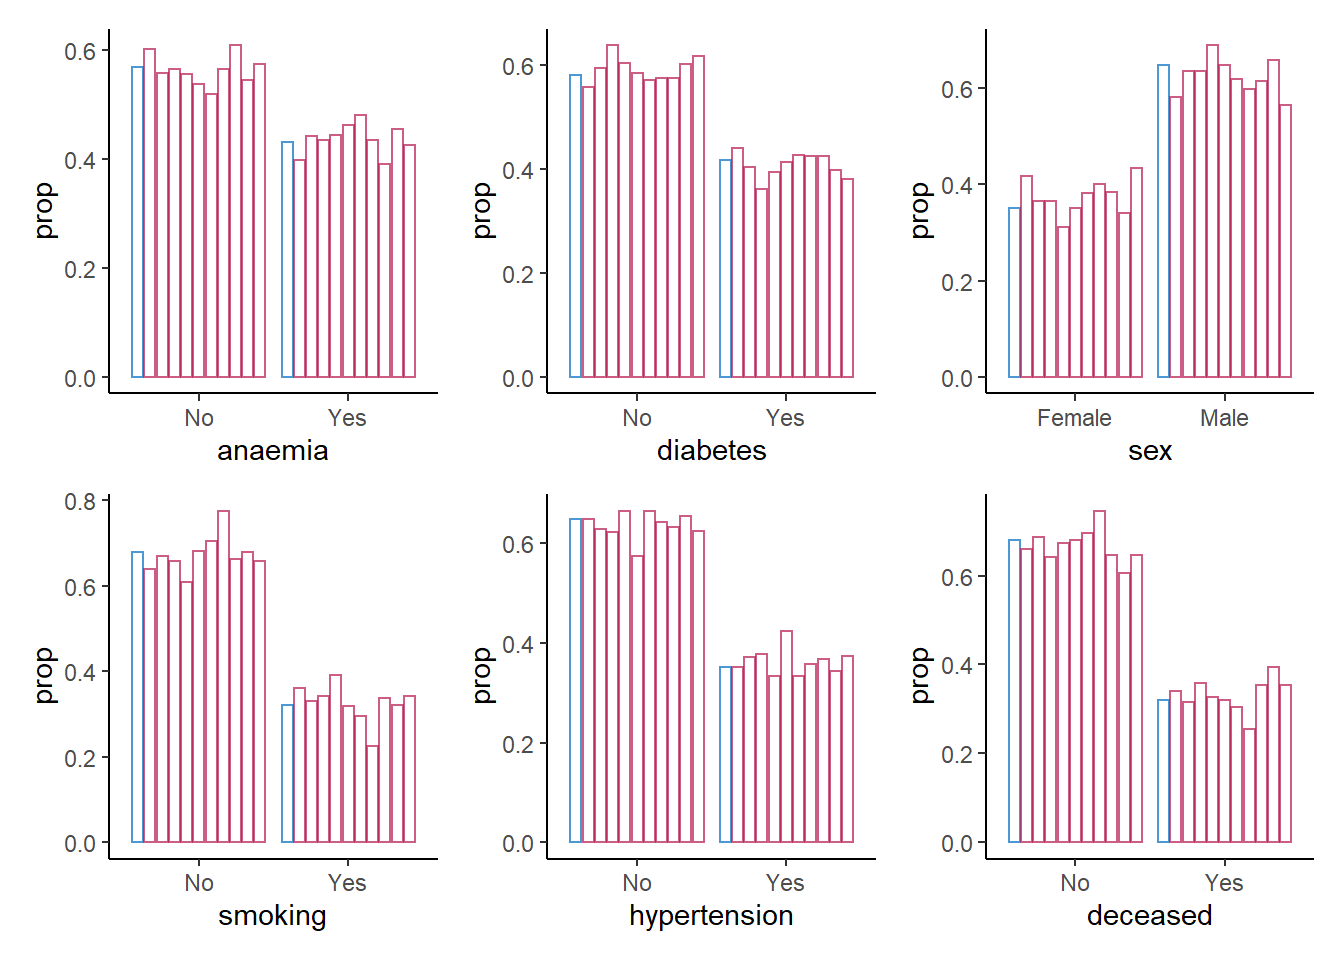 prop
0.6
0.4
0.2
0.0
No Yes
anaemia
prop
0.6
0.4
0.2
0.0
No Yes
diabetes
prop
0.6
0.4
0.2
0.0
Female Male
sex
prop
0.8
0.6
0.4
0.2
0.0
No Yes
smoking
prop
0.6
0.4
0.2
0.0
No Yes
hypertension
prop
0.6
0.4
0.2
0.0
No Yes
deceased